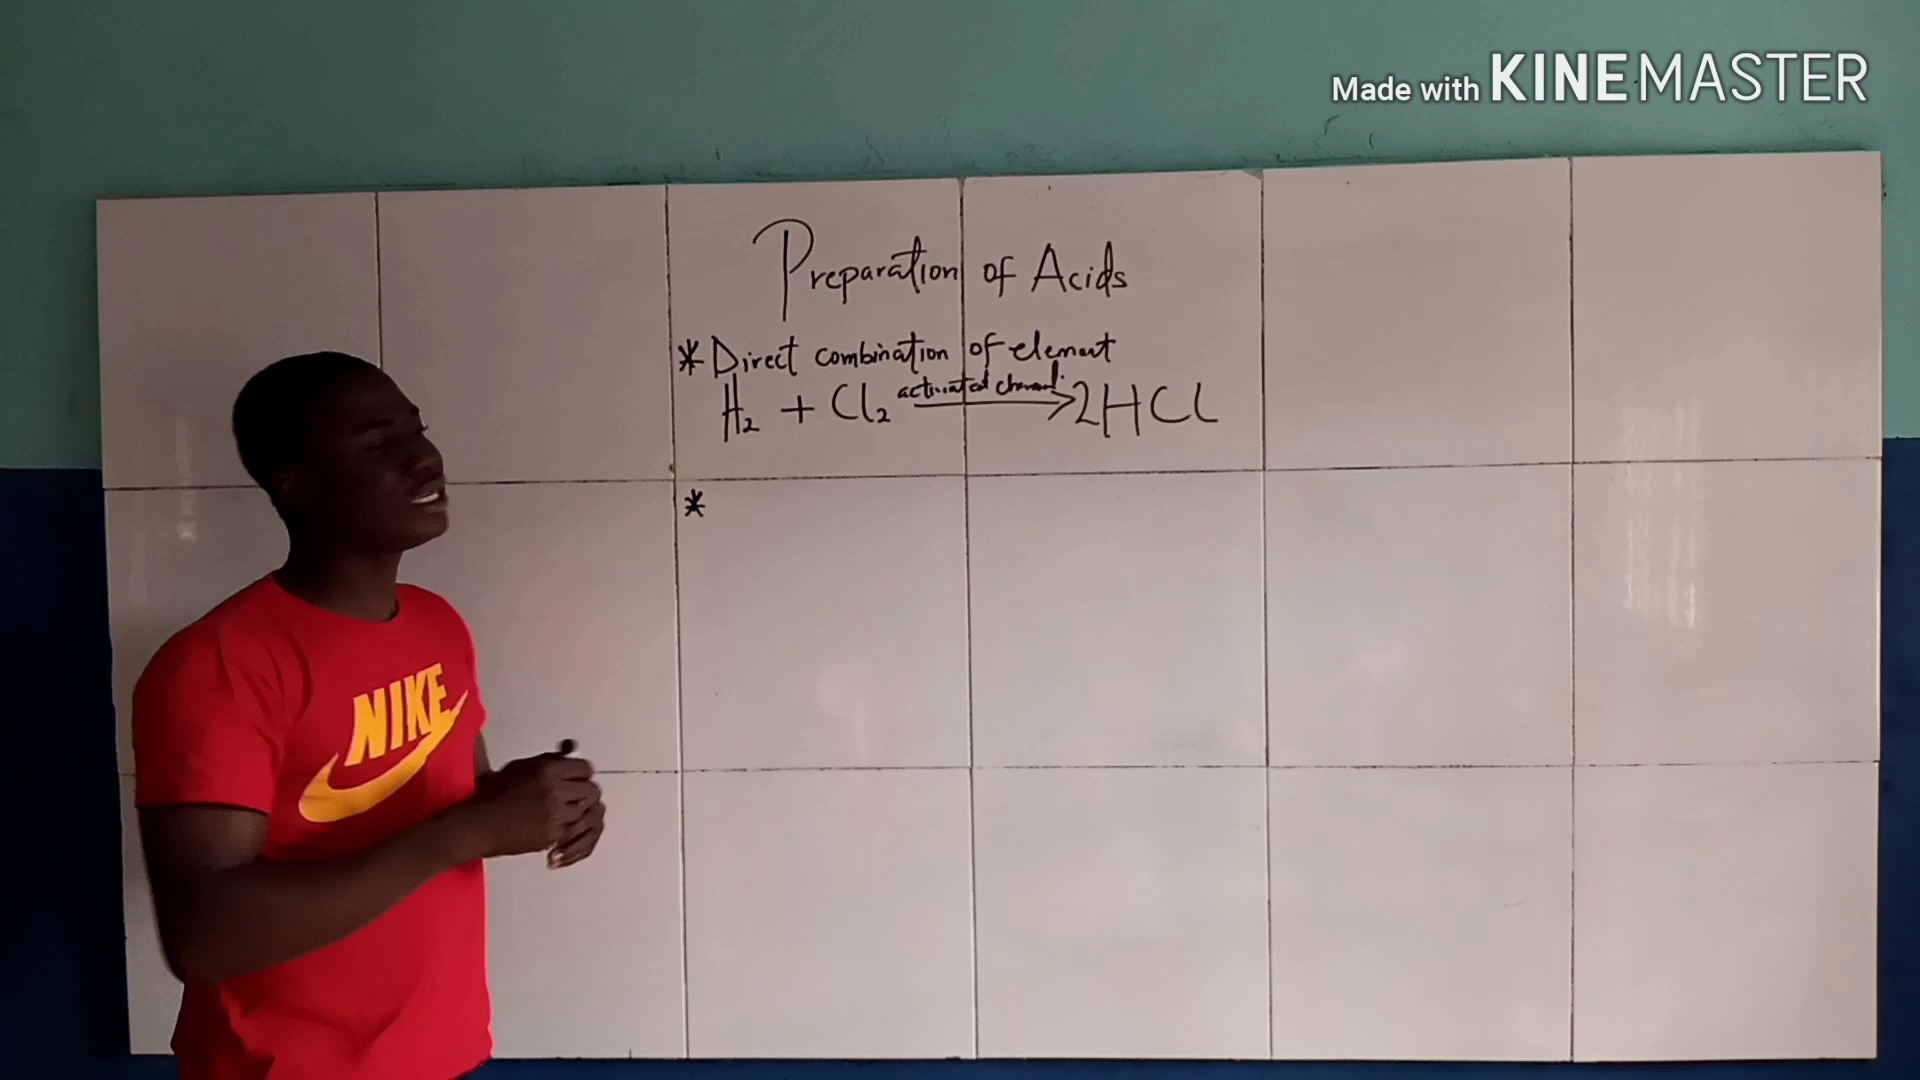 Made with KINEMASTER
Preparation of Acids
* Direct combination of element
activated charcoal.
H₂ + Cl₂ → 2HCl
*
NIKE